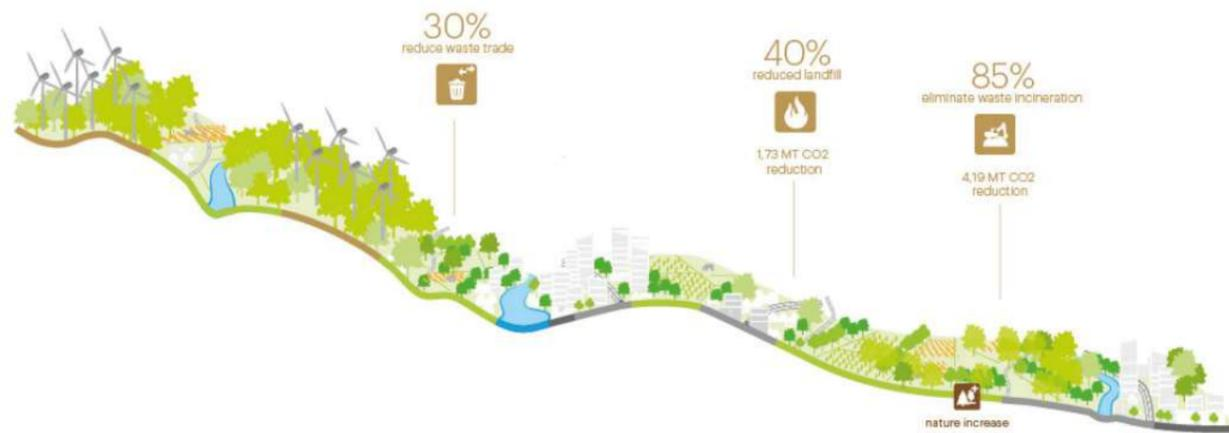 30%
reduce waste trade
40%
reduced landfill
1,73 MT CO2
reduction
85%
eliminate waste incineration
4,19 MT CO2
reduction
nature increase